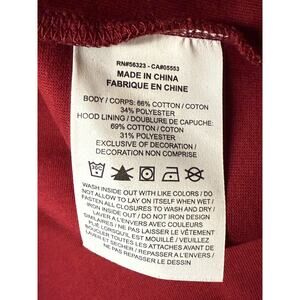 RN#56323 - CA#05553
MADE IN CHINA
FABRIQUE EN CHINE
BODY / CORPS: 66% COTTON / COTON
34% POLYESTER
HOOD LINING / DOUBLURE DE CAPUCHE:
69% COTTON / COTON
31% POLYESTER
EXCLUSIVE OF DECORATION /
DECORATION NON COMPRISE
WASH INSIDE OUT WITH LIKE COLORS / DO
NOT ALLOW TO LAY ON ITSELF WHEN WET /
FASTEN ALL CLOSURES TO WASH AND DRY /
IRON INSIDE OUT / DO NOT IRON DESIGN
LAVER A L'ENVERS AVEC COULEURS
SIMILAIRES / NE PAS LAISSER LE VETEMENT
PLIE LORSQU'IL EST MOUILLE / VEUILLEZ
BOUCLER TOUTES LES ATTACHES AVANT DE
LAVER ET SECHER / REPASSER A L'ENVERS
NE PAS REPASSER LE DESSIN